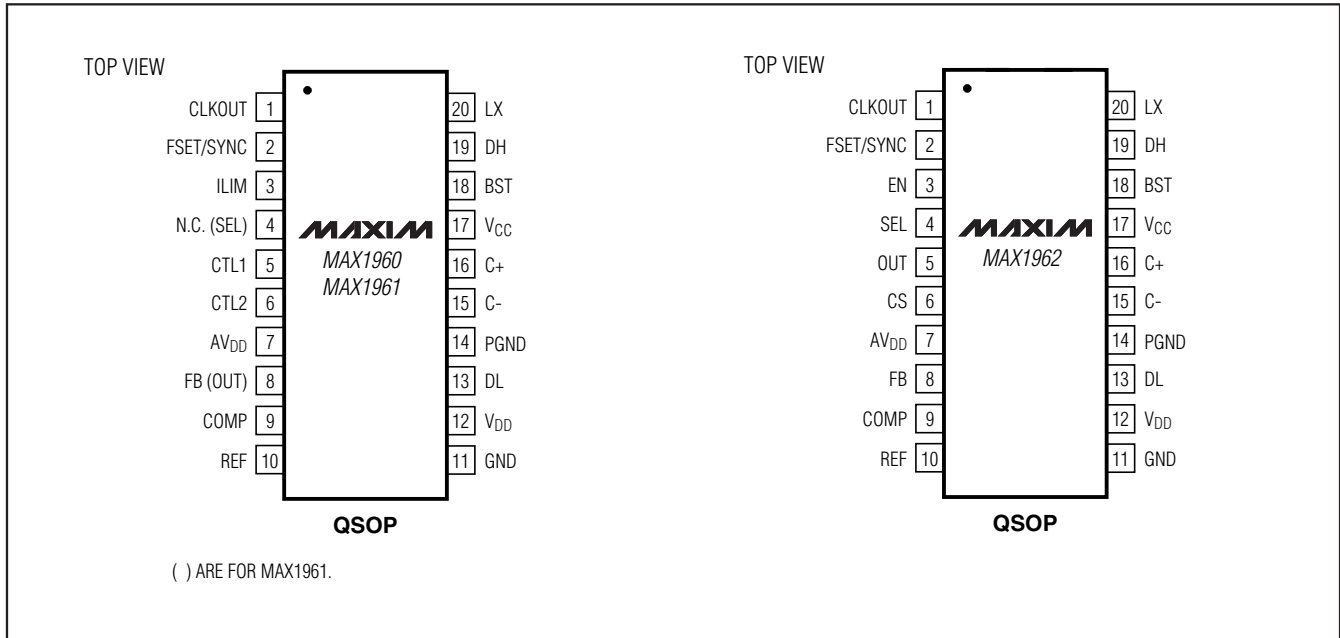 TOP VIEW
CLKOUT 1
FSET/SYNC 2
ILIM 3
N.C. (SEL) 4
CTL1 5
CTL2 6
AVDD 7
FB (OUT) 8
COMP 9
REF 10
MAXIM
MAX1960
MAX1961
20 LX
19 DH
18 BST
17 VCC
16 C+
15 C-
14 PGND
13 DL
12 VDD
11 GND
QSOP
( ) ARE FOR MAX1961.
TOP VIEW
CLKOUT 1
FSET/SYNC 2
EN 3
SEL 4
OUT 5
CS 6
AVDD 7
FB 8
COMP 9
REF 10
MAXIM
MAX1962
20 LX
19 DH
18 BST
17 VCC
16 C+
15 C-
14 PGND
13 DL
12 VDD
11 GND
QSOP